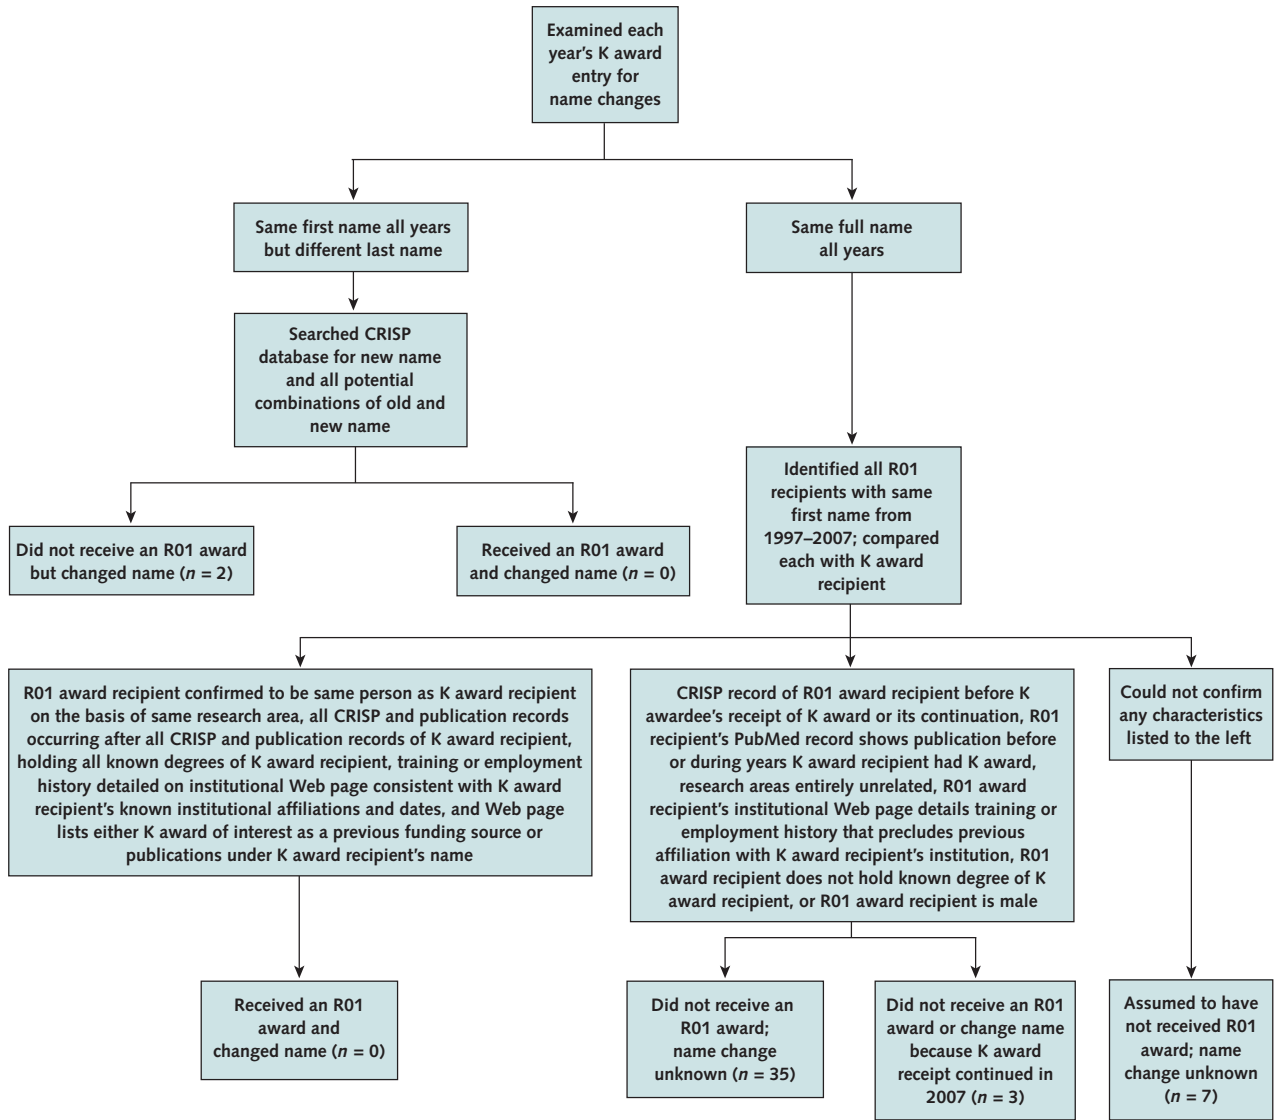 Examined each
year's K award
entry for
name changes
Same first name all years
but different last name
Same full name
all years
Searched CRISP
database for new name
and all potential
combinations of old and
new name
Identified all R01
recipients with same
first name from
1997–2007; compared
each with K award
recipient
Did not receive an R01 award
but changed name (n = 2)
Received an R01 award
and changed name (n = 0)
R01 award recipient confirmed to be same person as K award recipient
on the basis of same research area, all CRISP and publication records
occurring after all CRISP and publication records of K award recipient,
holding all known degrees of K award recipient, training or employment
history detailed on institutional Web page consistent with K award
recipient's known institutional affiliations and dates, and Web page
lists either K award of interest as a previous funding source or
publications under K award recipient's name
CRISP record of R01 award recipient before K
awardee's receipt of K award or its continuation, R01
recipient's PubMed record shows publication before
or during years K award recipient had K award,
research areas entirely unrelated, R01 award
recipient's institutional Web page details training or
employment history that precludes previous
affiliation with K award recipient's institution, R01
award recipient does not hold known degree of K
award recipient, or R01 award recipient is male
Could not confirm
any characteristics
listed to the left
Received an R01
award and
changed name (n = 0)
Did not receive an
R01 award;
name change
unknown (n = 35)
Did not receive an R01
award or change name
because K award
receipt continued in
2007 (n = 3)
Assumed to have
not received R01
award; name
change unknown
(n = 7)